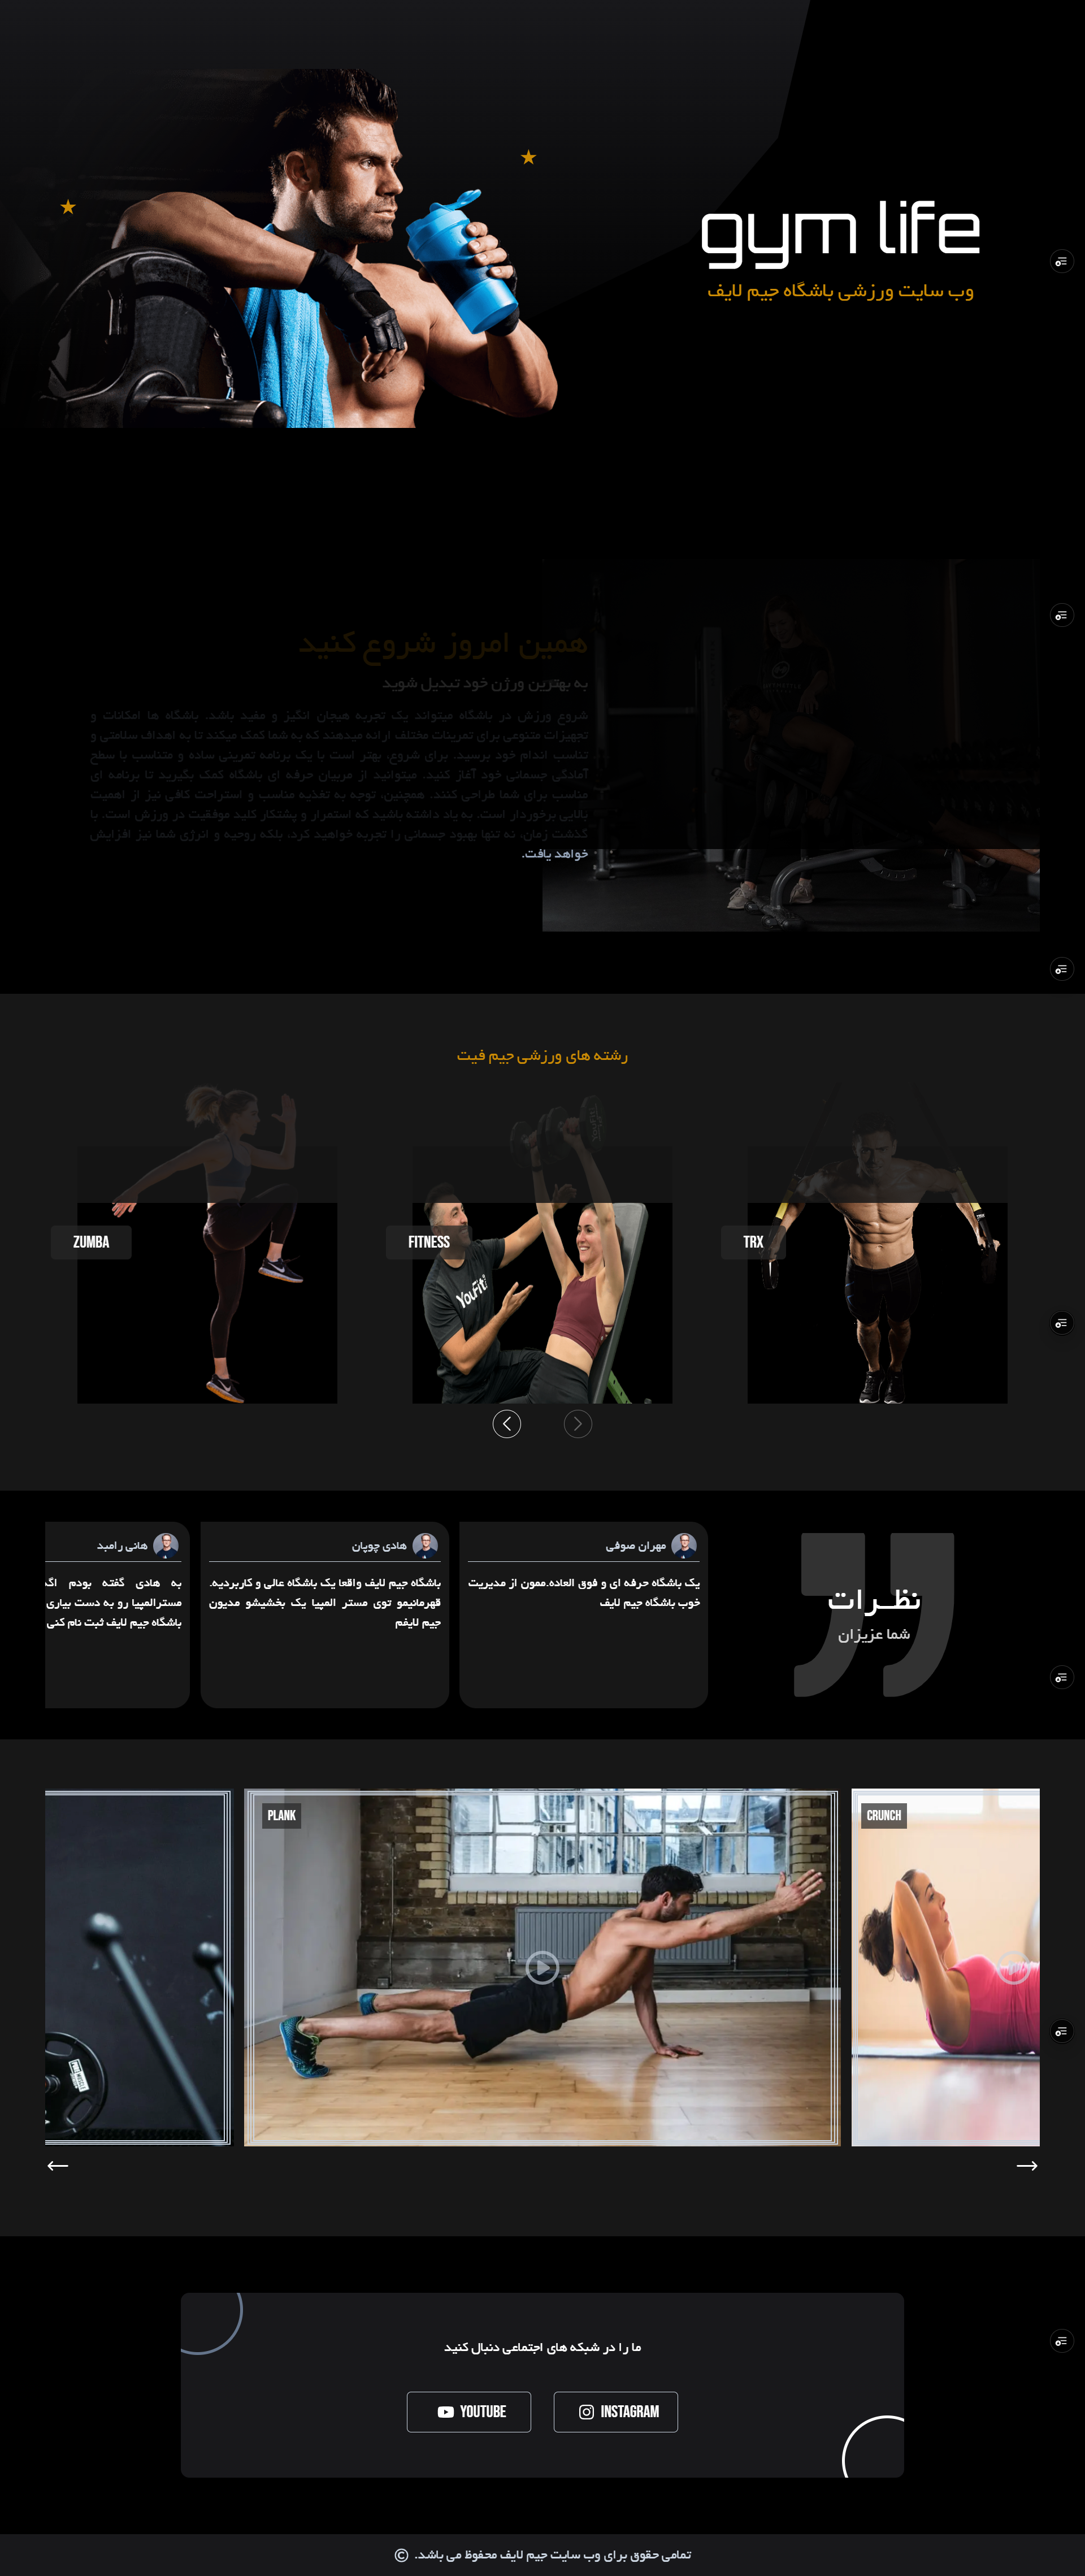 gym life
وب سایت ورزشی باشگاه جیم لایف
همین امروز شروع کنید
به بهترین ورژن خود تبدیل شوید
شروع ورزش در باشگاه میتواند یک تجربه هیجان انگیز و مفید باشد. باشگاه ها امکانات و
تجهیزات متنوعی برای تمرینات مختلف ارائه میدهند که به شما کمک میکند تا به اهداف سلامتی و
تناسب اندام خود برسید. برای شروع، بهتر است با یک برنامه تمرینی ساده و متناسب با سطح
آمادگی جسمانی خود آغاز کنید. میتوانید از مربیان حرفه ای باشگاه کمک بگیرید تا برنامه ای
مناسب برای شما طراحی کنند. همچنین، توجه به تغذیه مناسب و استراحت کافی نیز از اهمیت
بالایی برخوردار است. به یاد داشته باشید که استمرار و پشتکار کلید موفقیت در ورزش است. با
گذشت زمان، نه تنها بهبود جسمانی را تجربه خواهید کرد، بلکه روحیه و انرژی شما نیز افزایش
خواهد یافت.
رشته های ورزشی جیم فیت
TRX
FITNESS
YouFit
ZUMBA
نظـرات
شما عزیزان
مهران صوفی
یک باشگاه حرفه ای و فوق العاده.ممون از مدیریت
خوب باشگاه جیم لایف
هادی چوپان
باشگاه جیم لایف واقعا یک باشگاه عالی و کاربردیه.
قهرمانیمو توی مستر المپیا یک بخشیشو مدیون
جیم لایفم
هانی رامبد
به هادی گفته بودم اگه
مسترالمپیا رو به دست بیاری
باشگاه جیم لایف ثبت نام کنی
CRUNCH
PLANK
ما را در شبکه های اجتماعی دنبال کنید
INSTAGRAM
YOUTUBE
تمامی حقوق برای وب سایت جیم لایف محفوظ می باشد. ©